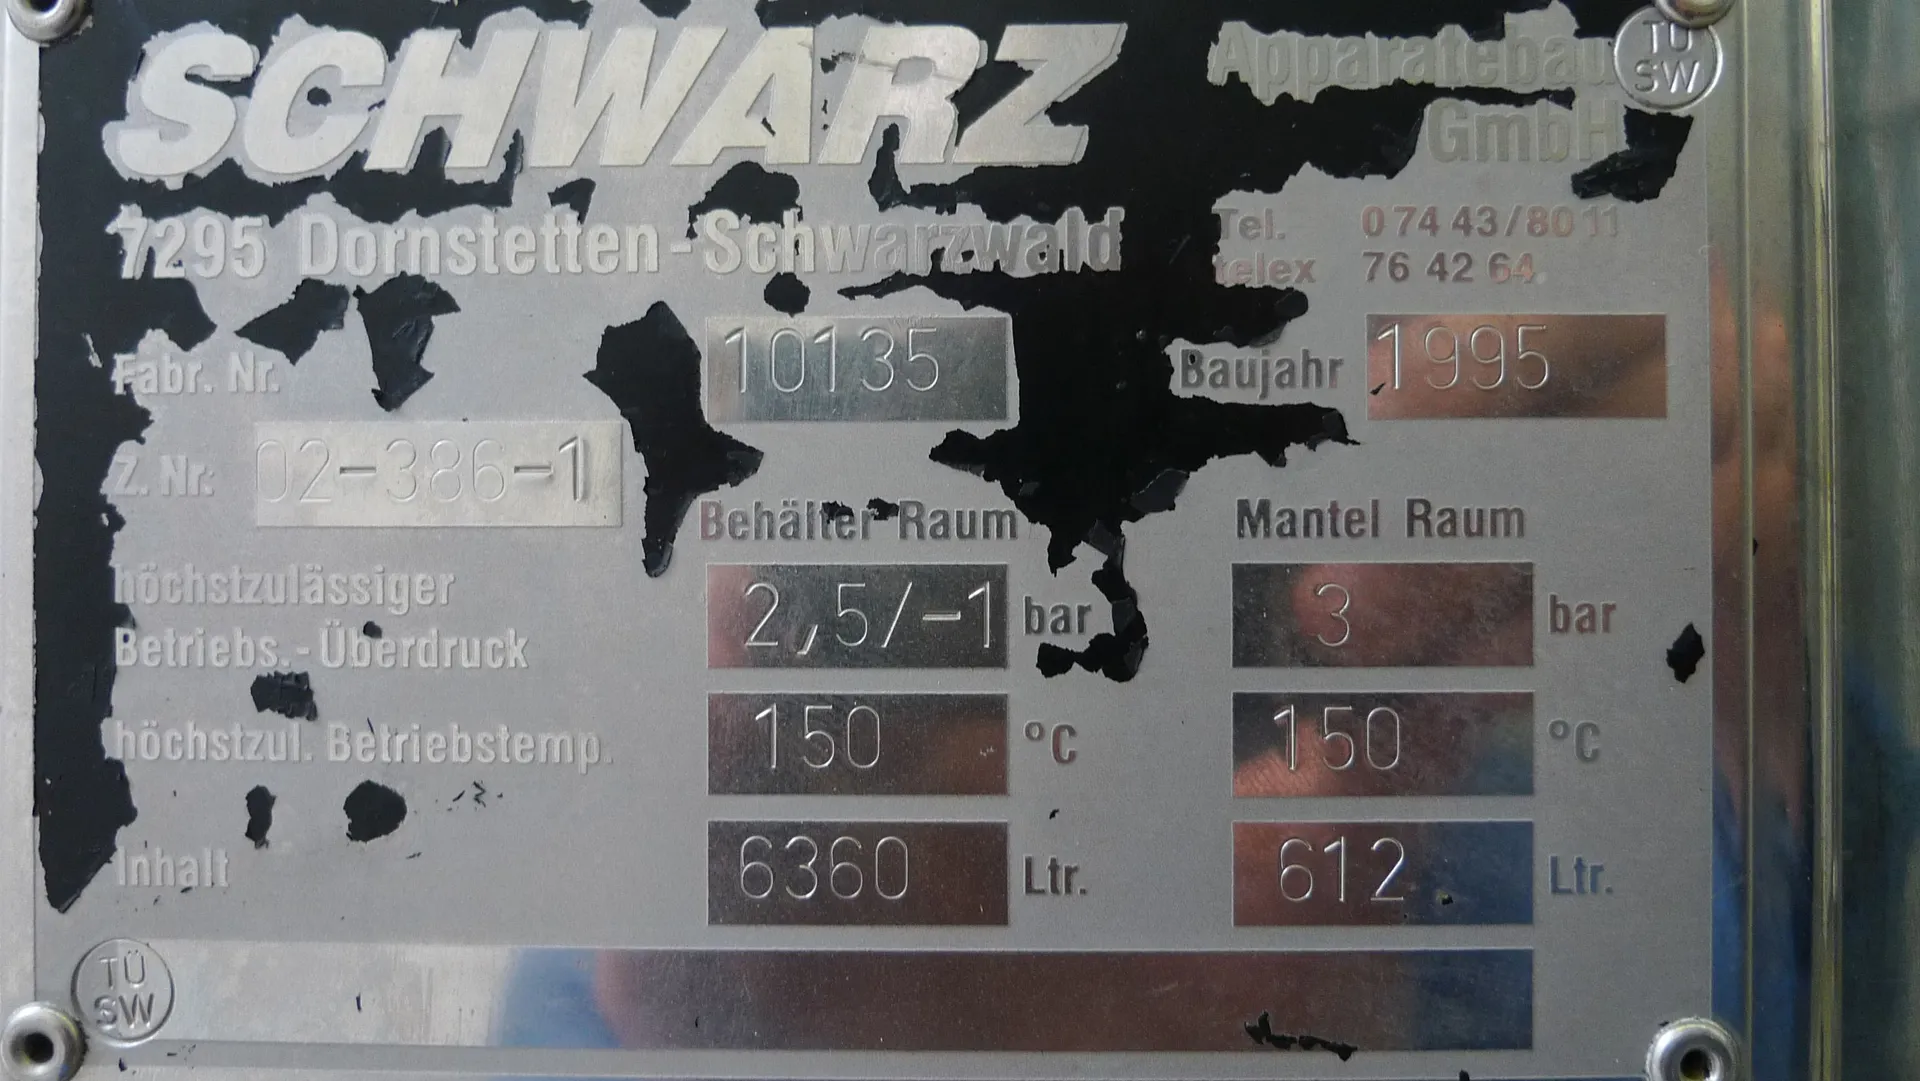 SCHWARZ Apparatebau
GmbH
TÜ
SW
7295 Dornstetten-Schwarzwald
Tel. 0 74 43/80 11
telex 76 42 64
Fabr. Nr. 10135 Baujahr 1995
Z. Nr. 02-386-1
Behälter Raum Mantel Raum
höchstzulässiger
Betriebs.-Überdruck 2,5/-1 bar 3 bar
höchstzul. Betriebstemp. 150 °C 150 °C
Inhalt 6360 Ltr. 612 Ltr.
TÜ
SW